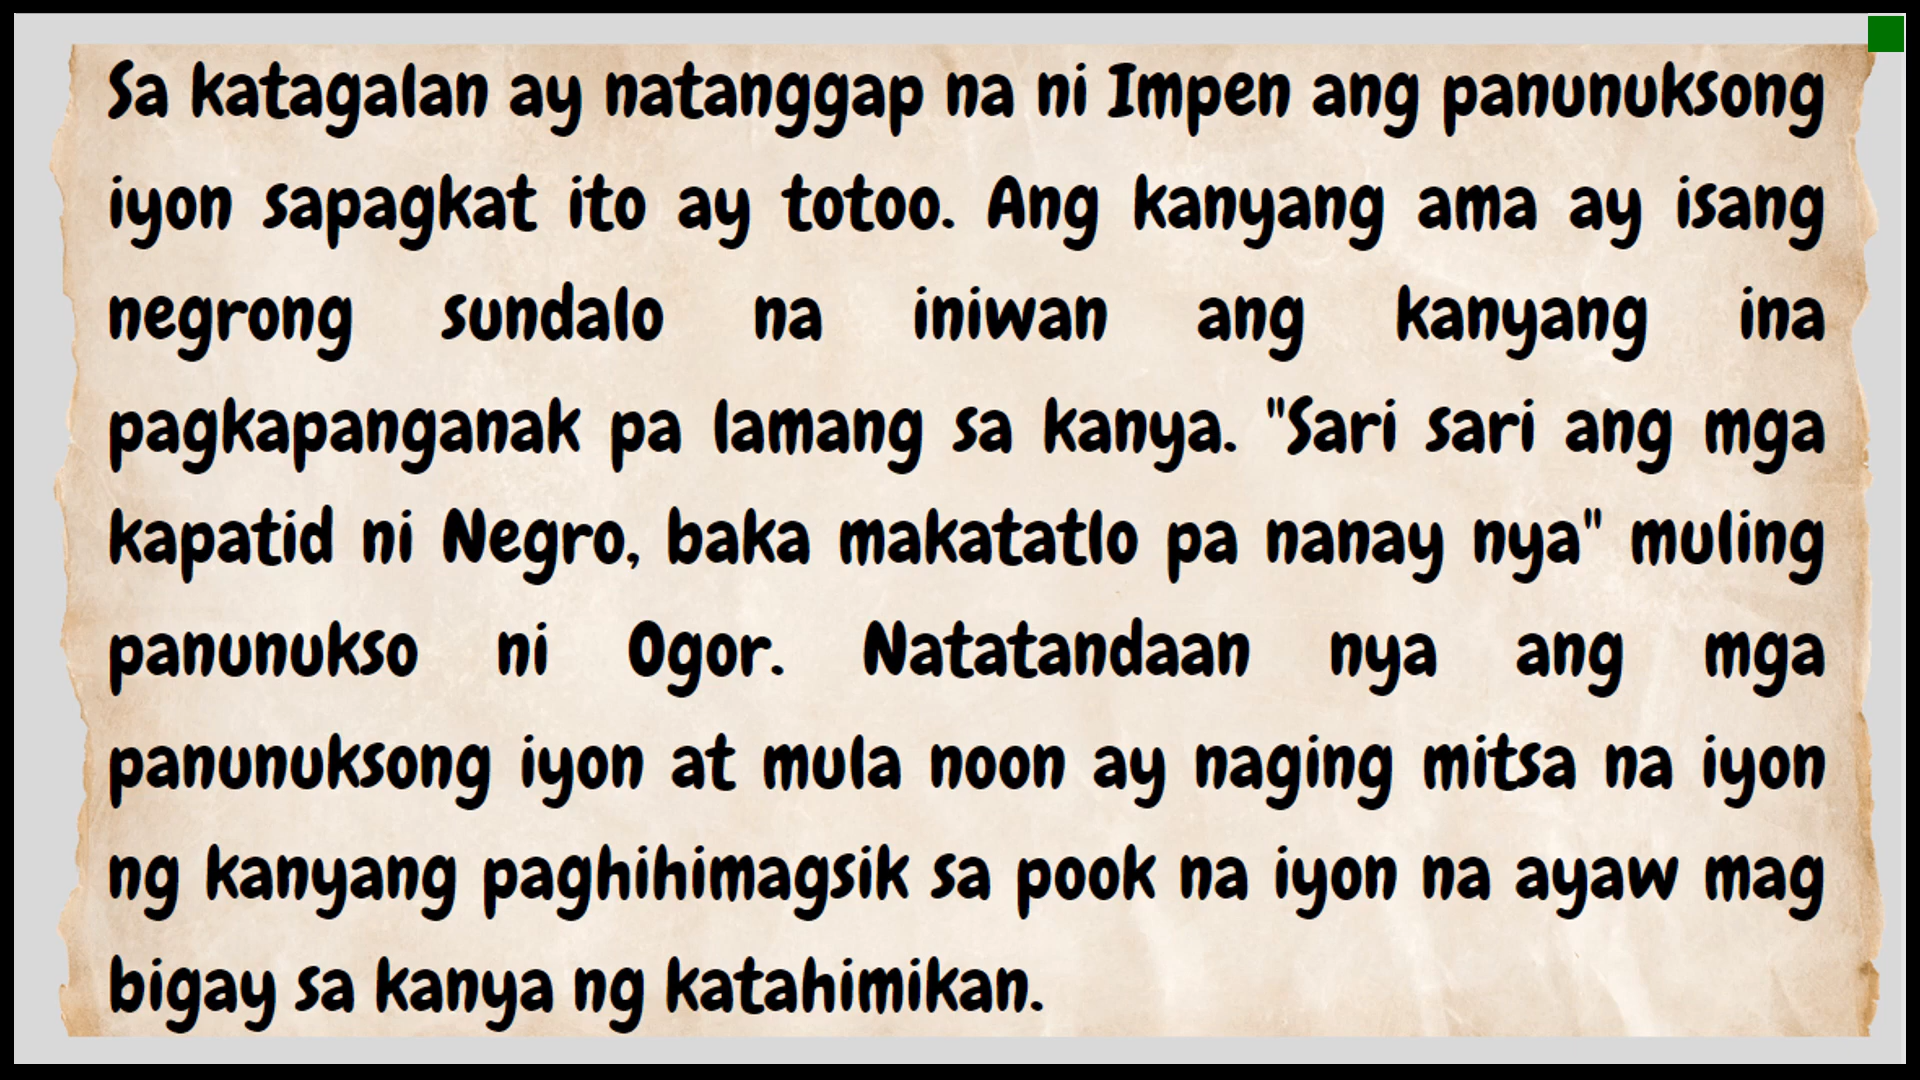 Sa katagalan ay natanggap na ni Impen ang panunuksong
iyon sapagkat ito ay totoo. Ang kanyang ama ay isang
negrong sundalo na iniwan ang kanyang ina
pagkapanganak pa lamang sa kanya. "Sari sari ang mga
kapatid ni Negro, baka makatatlo pa nanay nya" muling
panunukso ni Ogor. Natatandaan nya ang mga
panunuksong iyon at mula noon ay naging mitsa na iyon
ng kanyang paghihimagsik sa pook na iyon na ayaw mag
bigay sa kanya ng katahimikan.